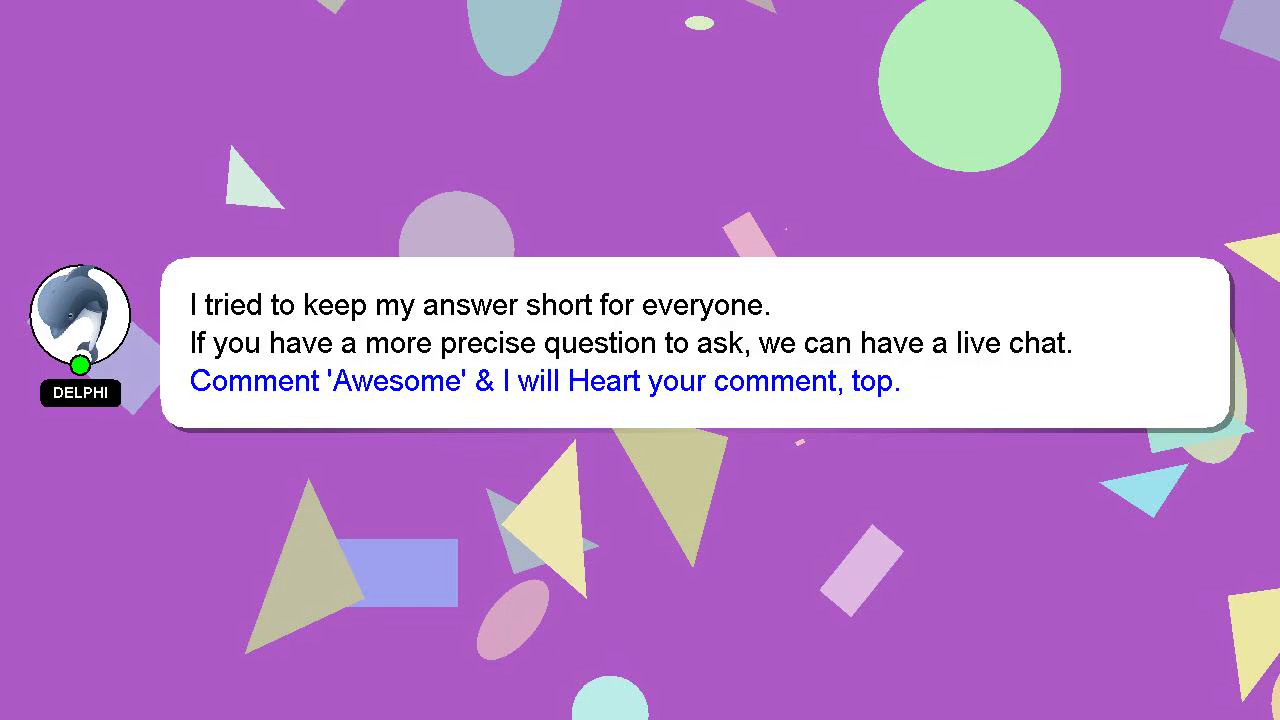 I tried to keep my answer short for everyone.
If you have a more precise question to ask, we can have a live chat.
Comment 'Awesome' & I will Heart your comment, top.
DELPHI